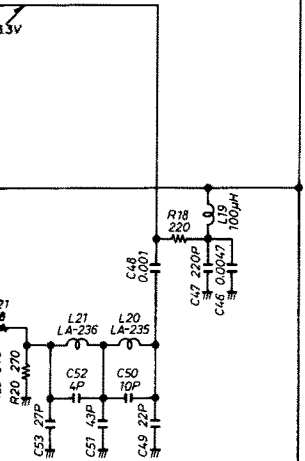 R18
220
L19
100μH
C48
0.001
C47 220P
C46 0.0047
L21
LA-236
L20
LA-235
R20 270
C52
4P
C50
10P
C53 27P
C51 43P
C49 22P